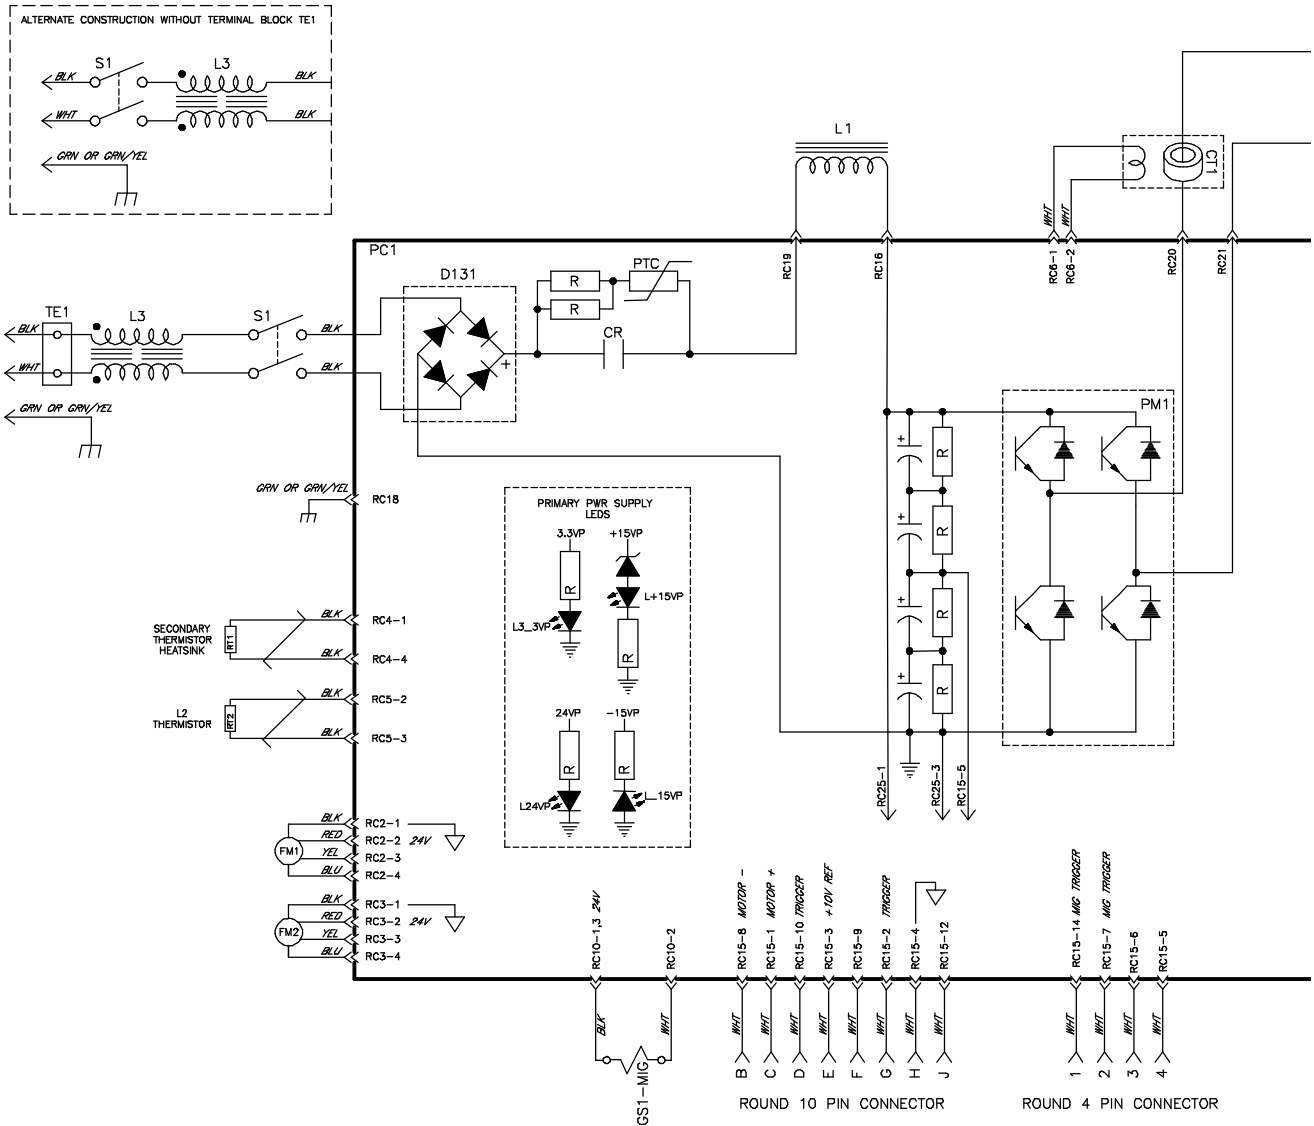 ALTERNATE CONSTRUCTION WITHOUT TERMINAL BLOCK TE1
S1
L3
BLK
BLK
WHT
BLK
GRN OR GRN/YEL
L1
CT1
WHT
WHT
PC1
RC19
RC16
RC6-1
RC6-2
RC20
RC21
D131
R
PTC
R
CR
+
TE1
L3
S1
BLK
BLK
WHT
BLK
GRN OR GRN/YEL
PM1
+
R
+
R
+
R
+
R
GRN OR GRN/YEL
RC18
PRIMARY PWR SUPPLY
LEDS
3.3VP
+15VP
R
L+15VP
L3_3VP
R
24VP
-15VP
R
R
L24VP
L_15VP
SECONDARY
THERMISTOR
HEATSINK
RT1
BLK
RC4-1
BLK
RC4-4
L2
THERMISTOR
RT2
BLK
RC5-2
BLK
RC5-3
RC25-1
RC25-3
RC15-5
FM1
BLK
RC2-1
RED
RC2-2 24V
YEL
RC2-3
BLU
RC2-4
FM2
BLK
RC3-1
RED
RC3-2 24V
YEL
RC3-3
BLU
RC3-4
RC10-1,3 24V
RC10-2
RC15-8 MOTOR -
RC15-1 MOTOR +
RC15-10 TRIGGER
RC15-3 +10V REF
RC15-9
RC15-2 TRIGGER
RC15-4
RC15-12
RC15-14 MIG TRIGGER
RC15-7 MIG TRIGGER
RC15-6
RC15-5
BLK
WHT
WHT
WHT
WHT
WHT
WHT
WHT
WHT
WHT
WHT
WHT
WHT
WHT
GS1-MIG
B
C
D
E
F
G
H
J
1
2
3
4
ROUND 10 PIN CONNECTOR
ROUND 4 PIN CONNECTOR